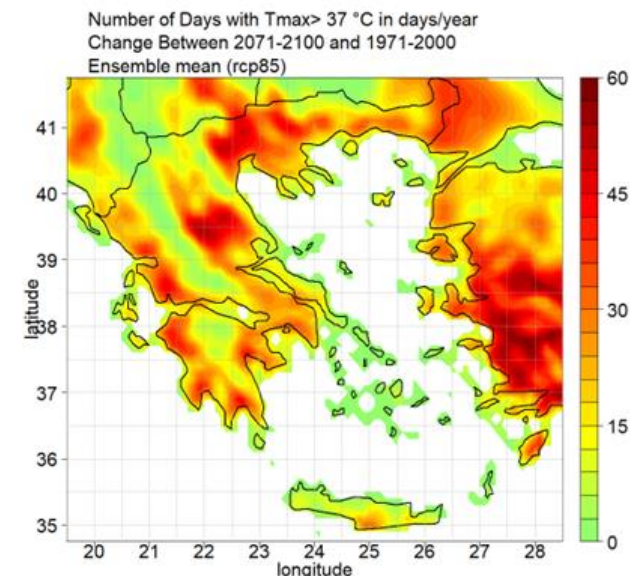 Number of Days with Tmax> 37 °C in days/year
Change Between 2071-2100 and 1971-2000
Ensemble mean (rcp85)
60
41
40
45
39
latitude
30
38
37
15
36
35
0
20 21 22 23 24 25 26 27 28
longitude